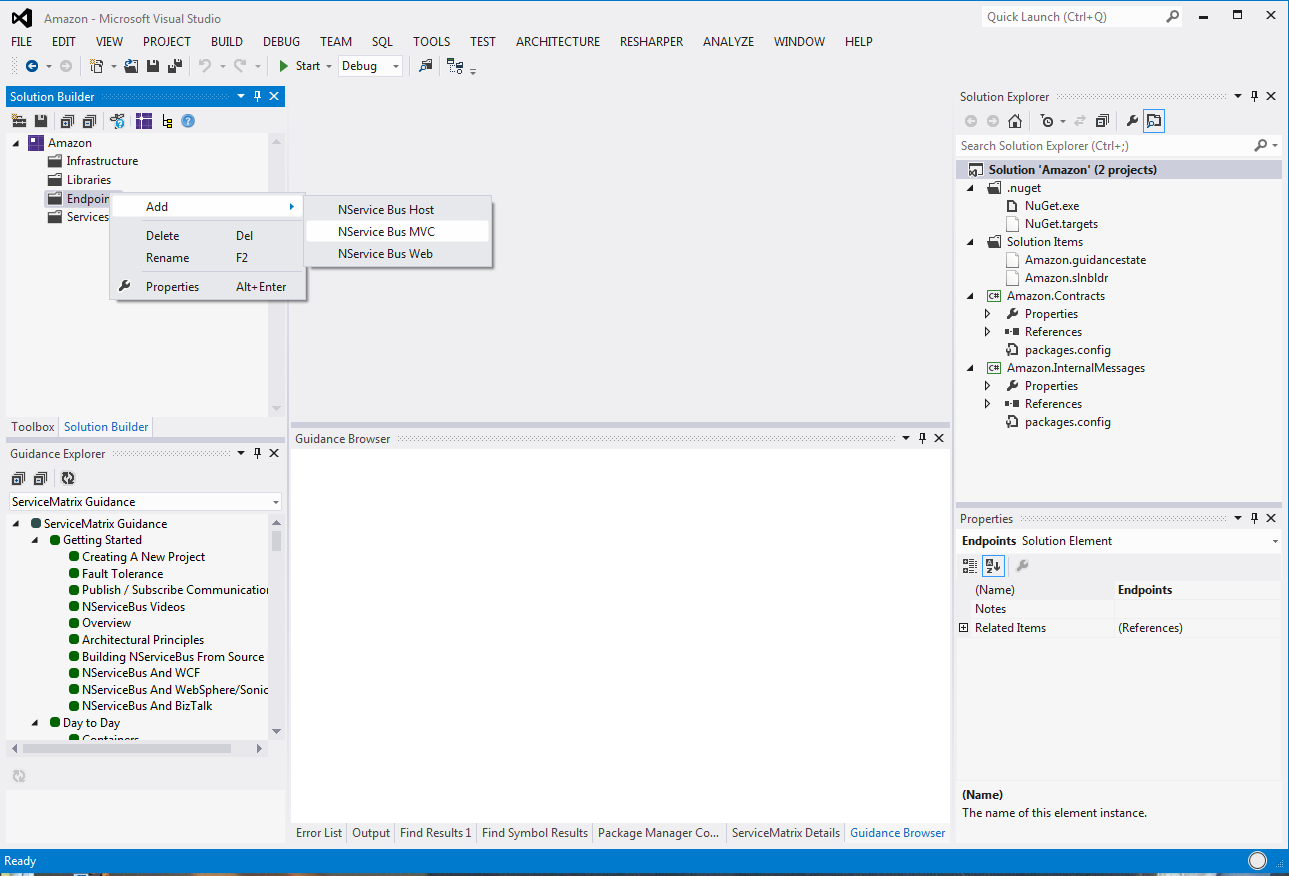 Amazon - Microsoft Visual Studio
Quick Launch (Ctrl+Q)
FILE EDIT VIEW PROJECT BUILD DEBUG TEAM SQL TOOLS TEST ARCHITECTURE RESHARPER ANALYZE WINDOW HELP
Start Debug
Solution Builder
Amazon
Infrastructure
Libraries
Endpoin
Services
Add
Delete Del
Rename F2
Properties Alt+Enter
NService Bus Host
NService Bus MVC
NService Bus Web
Toolbox Solution Builder
Guidance Explorer
ServiceMatrix Guidance
ServiceMatrix Guidance
Getting Started
Creating A New Project
Fault Tolerance
Publish / Subscribe Communication
NServiceBus Videos
Overview
Architectural Principles
Building NServiceBus From Source
NServiceBus And WCF
NServiceBus And WebSphere/Sonic
NServiceBus And BizTalk
Day to Day
Containers
Guidance Browser
Error List Output Find Results 1 Find Symbol Results Package Manager Co... ServiceMatrix Details Guidance Browser
Solution Explorer
Search Solution Explorer (Ctrl+;)
Solution 'Amazon' (2 projects)
.nuget
NuGet.exe
NuGet.targets
Solution Items
Amazon.guidancestate
Amazon.slnbldr
C# Amazon.Contracts
Properties
References
packages.config
C# Amazon.InternalMessages
Properties
References
packages.config
Properties
Endpoints Solution Element
(Name) Endpoints
Notes
Related Items (References)
(Name)
The name of this element instance.
Ready